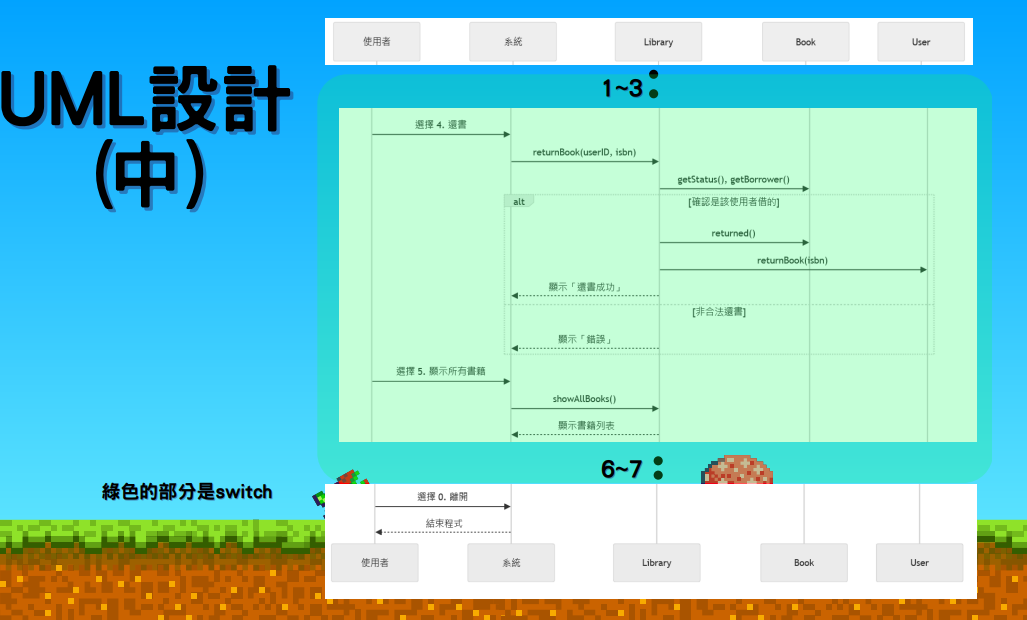 使用者 系統 Library Book User
UML設計
(中)
1~3：
選擇 4. 還書
returnBook(userID, isbn)
getStatus(), getBorrower()
alt [確認是該使用者借的]
returned()
returnBook(isbn)
顯示「還書成功」
[非合法還書]
顯示「錯誤」
選擇 5. 顯示所有書籍
showAllBooks()
顯示書籍列表
6~7：
綠色的部分是switch
選擇 0. 離開
結束程式
使用者 系統 Library Book User